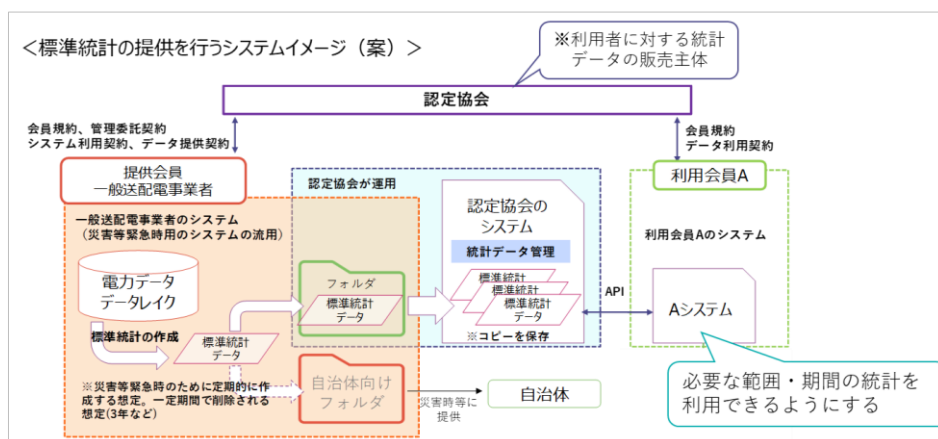 ＜標準統計の提供を行うシステムイメージ（案）＞
※利用者に対する統計
データの販売主体
認定協会
会員規約、管理委託契約
システム利用契約、データ提供契約
会員規約
データ利用契約
提供会員
一般送配電事業者
認定協会が運用
利用会員A
一般送配電事業者のシステム
（災害等緊急時用のシステムの流用）
認定協会の
システム
利用会員Aのシステム
統計データ管理
電力データ
データレイク
フォルダ
標準統計
データ
標準統計
標準統計
標準統計
データ
API
Aシステム
標準統計の作成
標準統計
データ
※コピーを保存
※災害等緊急時のために定期的に作
成する想定。一定期間で削除される
想定(3年など)
自治体向け
フォルダ
災害時等に
提供
自治体
必要な範囲・期間の統計を
利用できるようにする